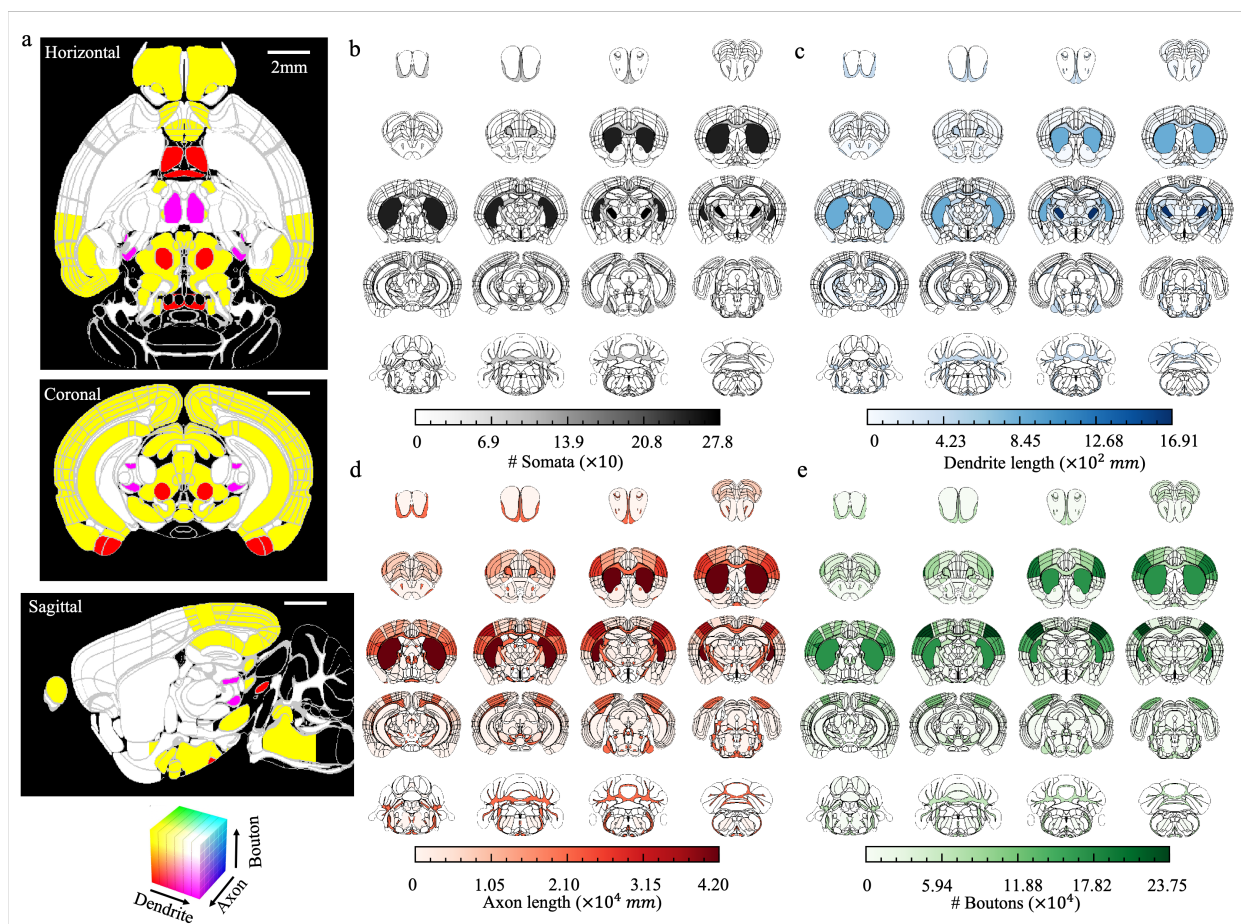 a
Horizontal
2mm
Coronal
Sagittal
Bouton
Axon
Dendrite
b
0 6.9 13.9 20.8 27.8
# Somata (×10)
c
0 4.23 8.45 12.68 16.91
Dendrite length (×10² mm)
d
0 1.05 2.10 3.15 4.20
Axon length (×10⁴ mm)
e
0 5.94 11.88 17.82 23.75
# Boutons (×10⁴)